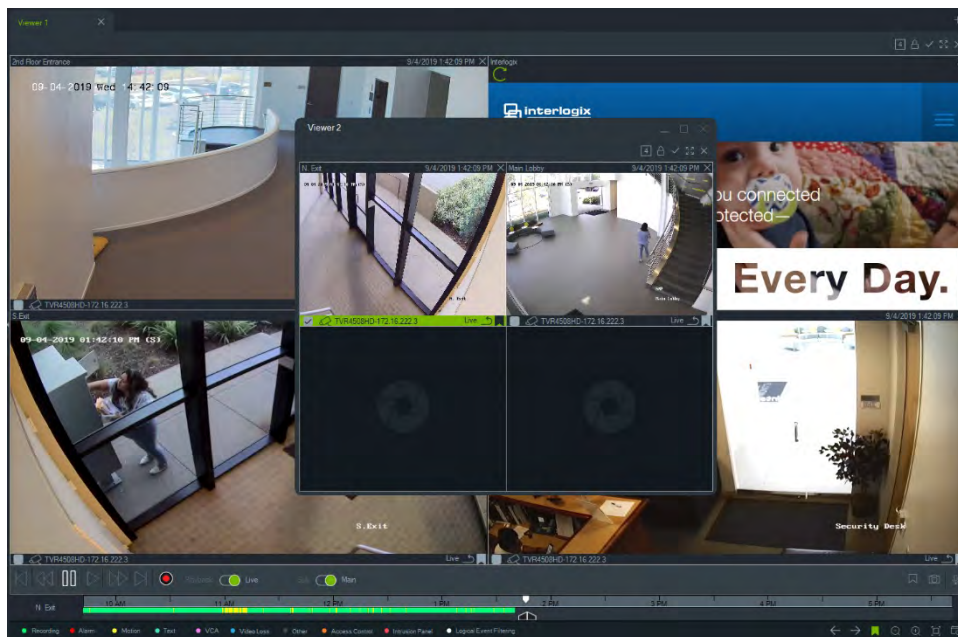 Viewer 1
2nd Floor Entrance 9/4/2019 1:42:09 PM
Interlogix
09-04-2019 Wed 14:42:09
interlogix
Viewer 2
N. Exit 9/4/2019 1:42:09 PM
Main Lobby 9/4/2019 1:42:09 PM
ou connected
otected—
Every Day.
N. Exit
Main Lobby
TVR4508HD-172.16.222.3
TVR4508HD-172.16.222.3 Live
TVR4508HD-172.16.222.3 Live
S.Exit
9/4/2019 1:42:09 PM
09-04-2019 01:42:10 PM (S)
S.Exit
Security Desk
TVR4508HD-172.16.222.3 Live
TVR4508HD-172.16.222.3 Live
Live Main
10 AM 11 AM 12 PM 2 PM 3 PM 4 PM 5 PM
N. Exit
Recording Alarm Motion Text VCA Video Loss Other Access Control Intrusion Panel Logical Event Filtering